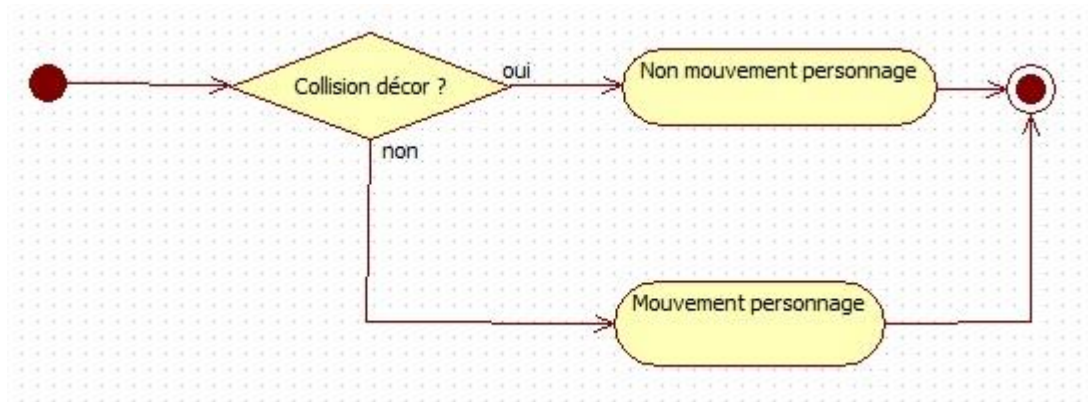 Collision décor ?
oui
Non mouvement personnage
non
Mouvement personnage